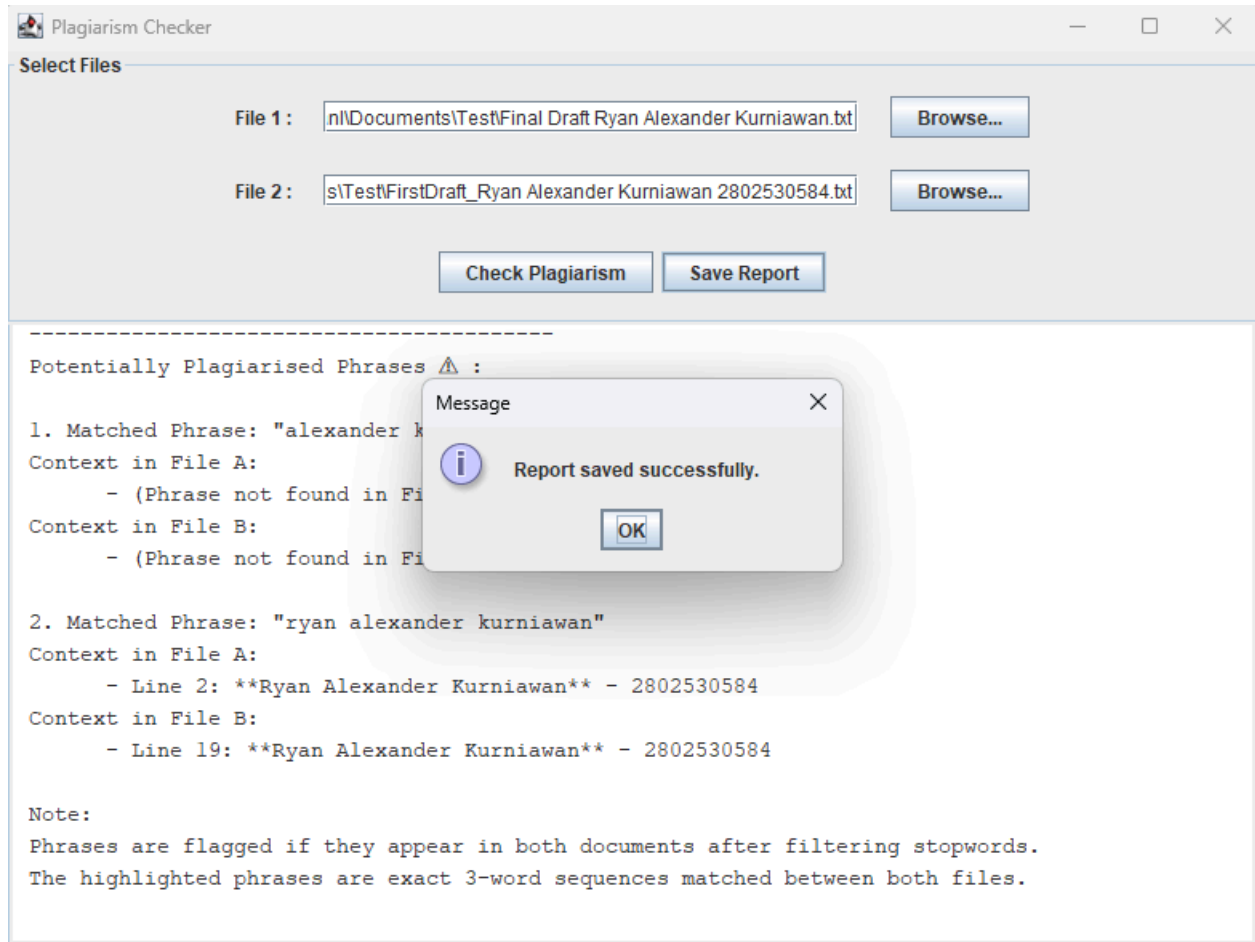 Plagiarism Checker
Select Files
File 1 :
.nl\Documents\Test\Final Draft Ryan Alexander Kurniawan.txt
Browse...
File 2 :
s\Test\FirstDraft_Ryan Alexander Kurniawan 2802530584.txt
Browse...
Check Plagiarism
Save Report
-----------------------------------------
Potentially Plagiarised Phrases ⚠ :
1. Matched Phrase: "alexander
Context in File A:
- (Phrase not found in
Context in File B:
- (Phrase not found in
Message
Report saved successfully.
OK
2. Matched Phrase: "ryan alexander kurniawan"
Context in File A:
- Line 2: **Ryan Alexander Kurniawan** - 2802530584
Context in File B:
- Line 19: **Ryan Alexander Kurniawan** - 2802530584
Note:
Phrases are flagged if they appear in both documents after filtering stopwords.
The highlighted phrases are exact 3-word sequences matched between both files.